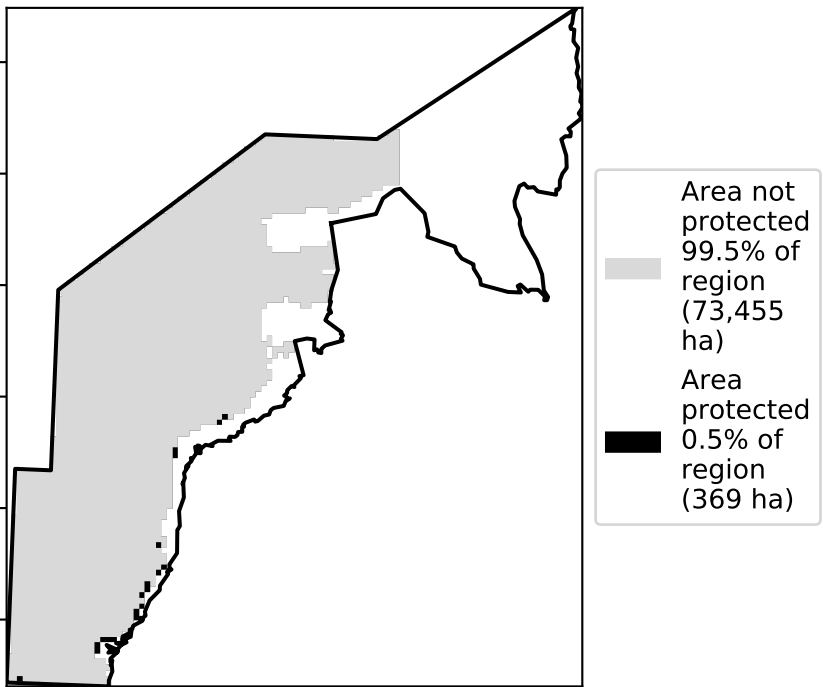 Area not
protected
99.5% of
region
(73,455
ha)
Area
protected
0.5% of
region
(369 ha)